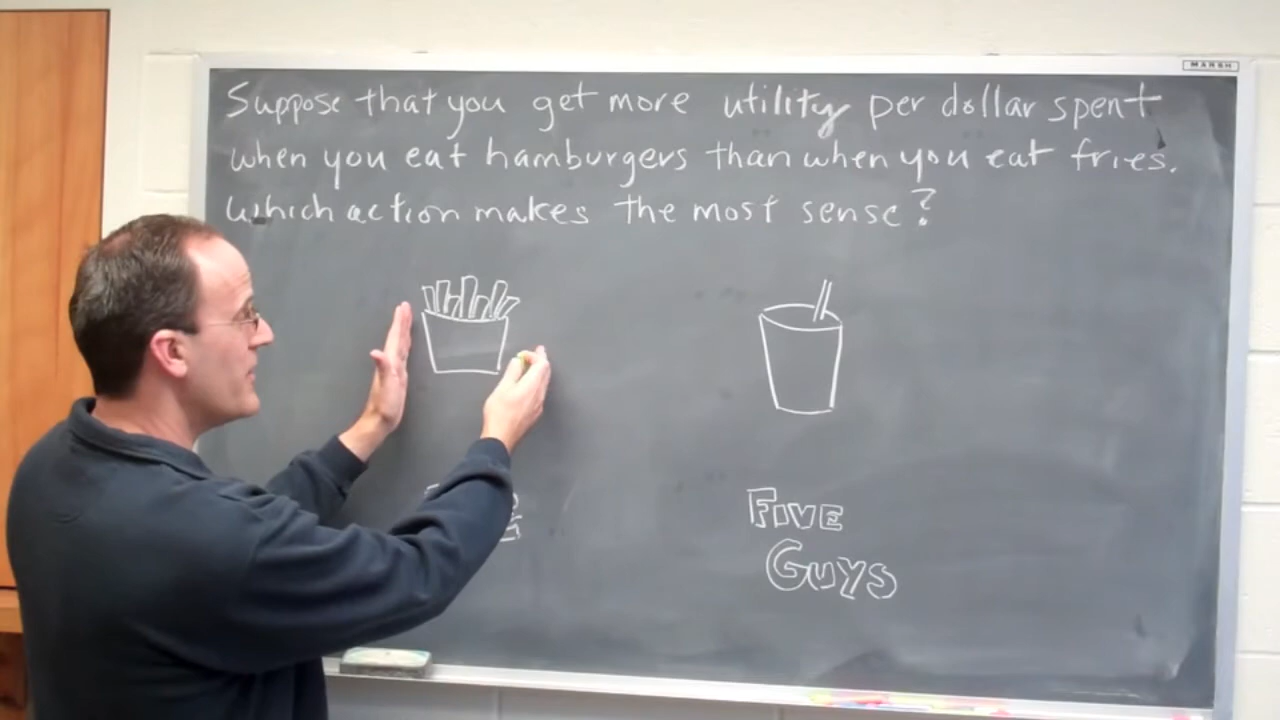 MARSH
Suppose that you get more utility per dollar spent
when you eat hamburgers than when you eat fries.
Which action makes the most sense?
FIVE
GUYS